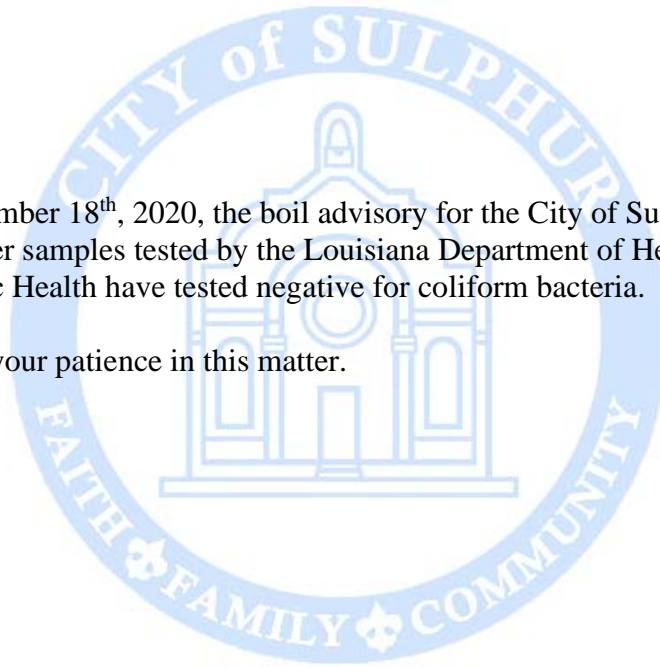 CITY of SULPHUR
mber 18th, 2020, the boil advisory for the City of Su
er samples tested by the Louisiana Department of He
c Health have tested negative for coliform bacteria.
your patience in this matter.
FAITH FAMILY COMMUNITY